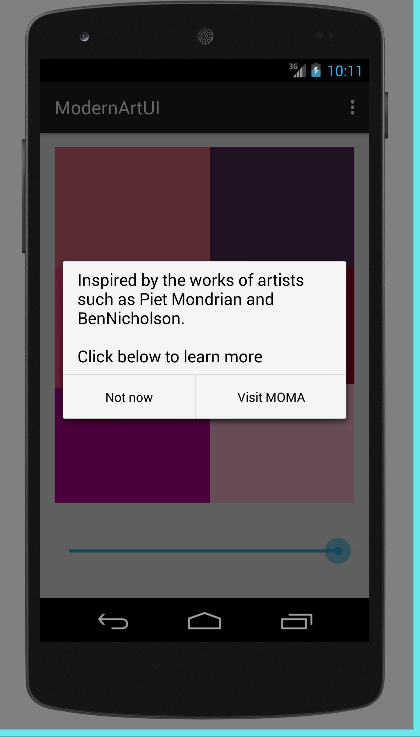 3G
10:11
ModernArtUI
Inspired by the works of artists
such as Piet Mondrian and
BenNicholson.
Click below to learn more
Not now
Visit MOMA